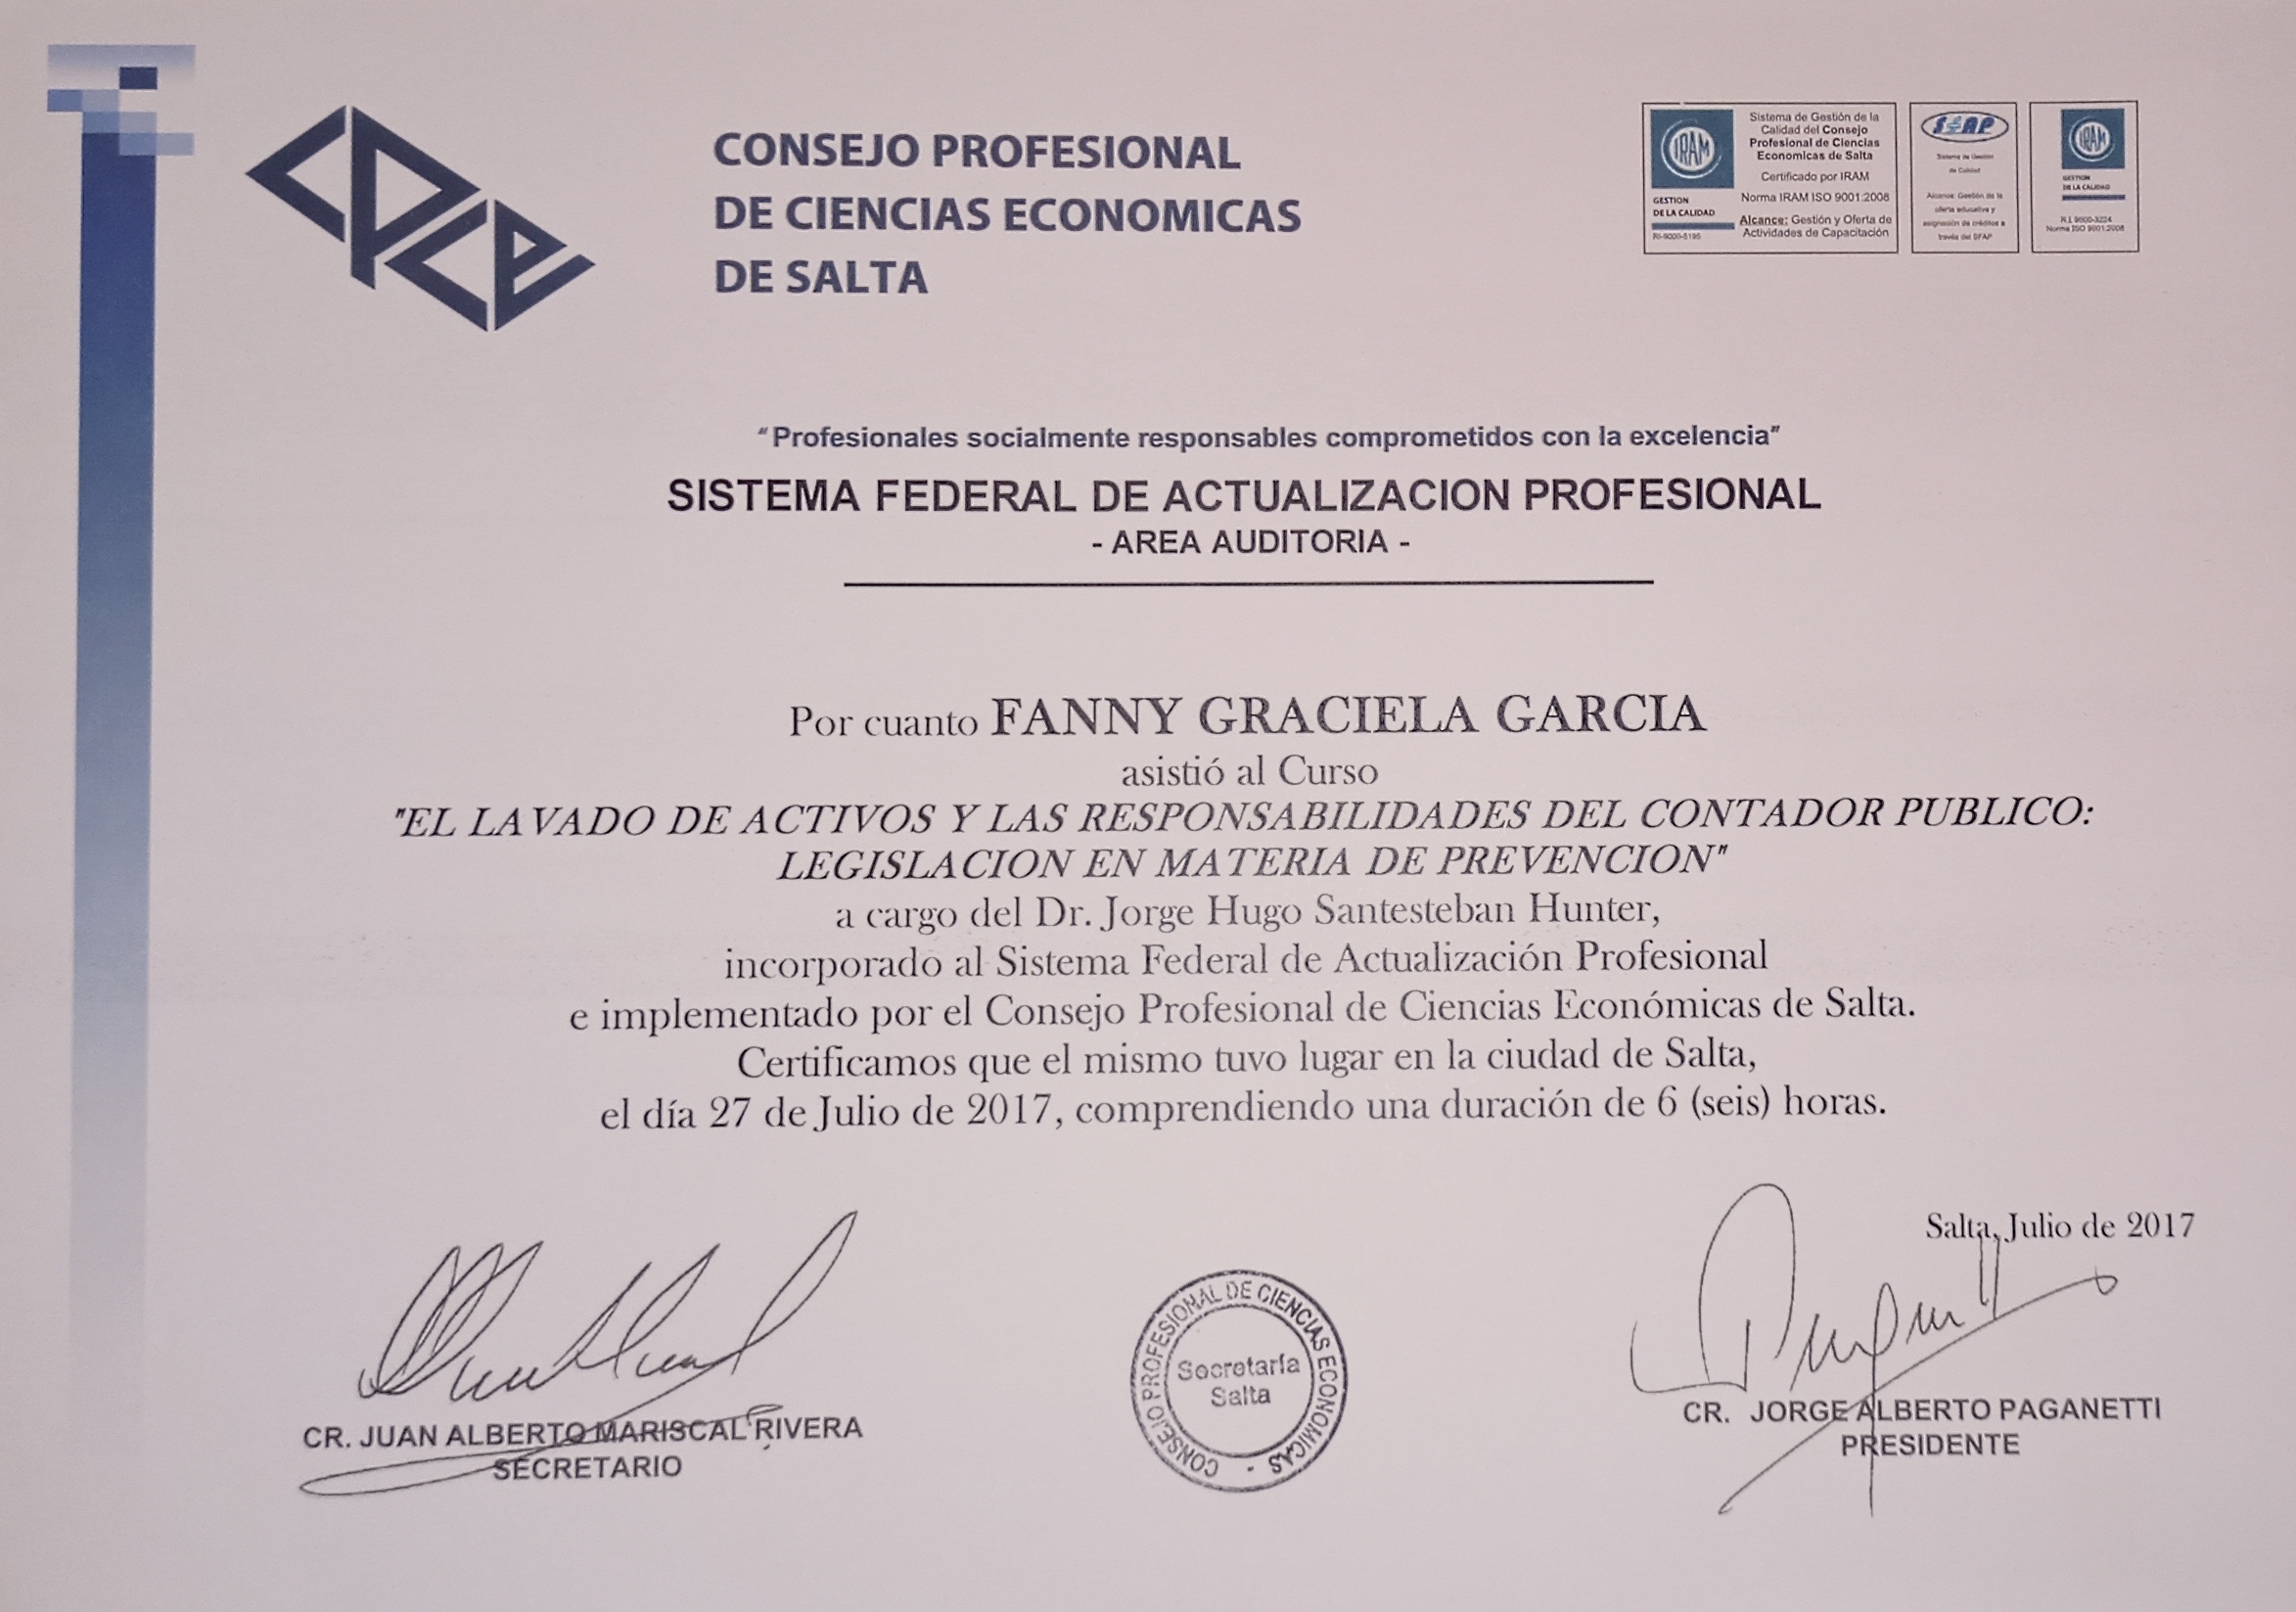 cpce
CONSEJO PROFESIONAL
DE CIENCIAS ECONOMICAS
DE SALTA
IRAM
GESTION
DE LA CALIDAD
RI-9000-5195
Sistema de Gestión de la
Calidad del Consejo
Profesional de Ciencias
Economicas de Salta
Certificado por IRAM
Norma IRAM ISO 9001:2008
Alcance: Gestión y Oferta de
Actividades de Capacitación
Sistema de Gestión
de Calidad
Alcance: Gestión de la
oferta educativa y
asignación de créditos a
través del SFAP
IRAM
GESTION
DE LA CALIDAD
R.I. 9000-3224
Norma ISO 9001:2008
"Profesionales socialmente responsables comprometidos con la excelencia"
SISTEMA FEDERAL DE ACTUALIZACION PROFESIONAL
- AREA AUDITORIA -
Por cuanto FANNY GRACIELA GARCIA
asistió al Curso
"EL LAVADO DE ACTIVOS Y LAS RESPONSABILIDADES DEL CONTADOR PUBLICO:
LEGISLACION EN MATERIA DE PREVENCION"
a cargo del Dr. Jorge Hugo Santesteban Hunter,
incorporado al Sistema Federal de Actualización Profesional
e implementado por el Consejo Profesional de Ciencias Económicas de Salta.
Certificamos que el mismo tuvo lugar en la ciudad de Salta,
el día 27 de Julio de 2017, comprendiendo una duración de 6 (seis) horas.
Salta, Julio de 2017
CR. JUAN ALBERTO MARISCAL RIVERA
SECRETARIO
CONSEJO PROFESIONAL DE CIENCIAS ECONOMICAS -
Secretaría
Salta
CR. JORGE ALBERTO PAGANETTI
PRESIDENTE